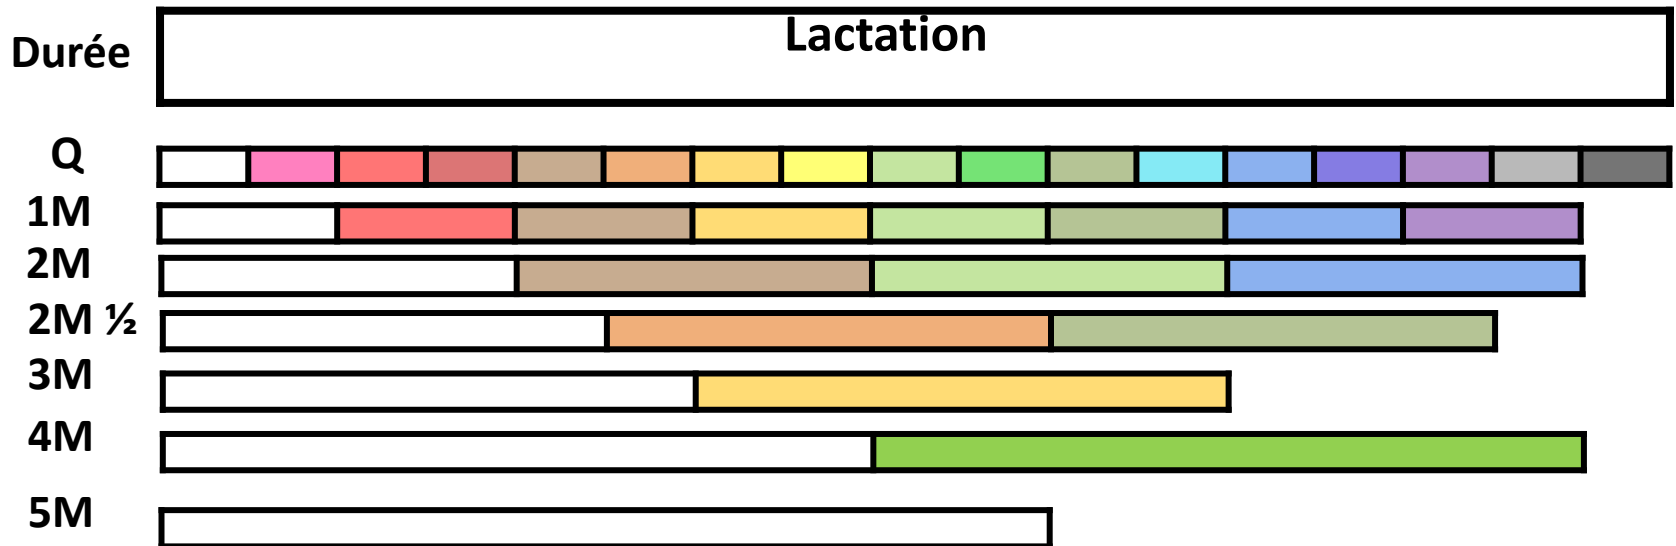 Lactation
Durée
Q
1M
2M
2M ½
3M
4M
5M